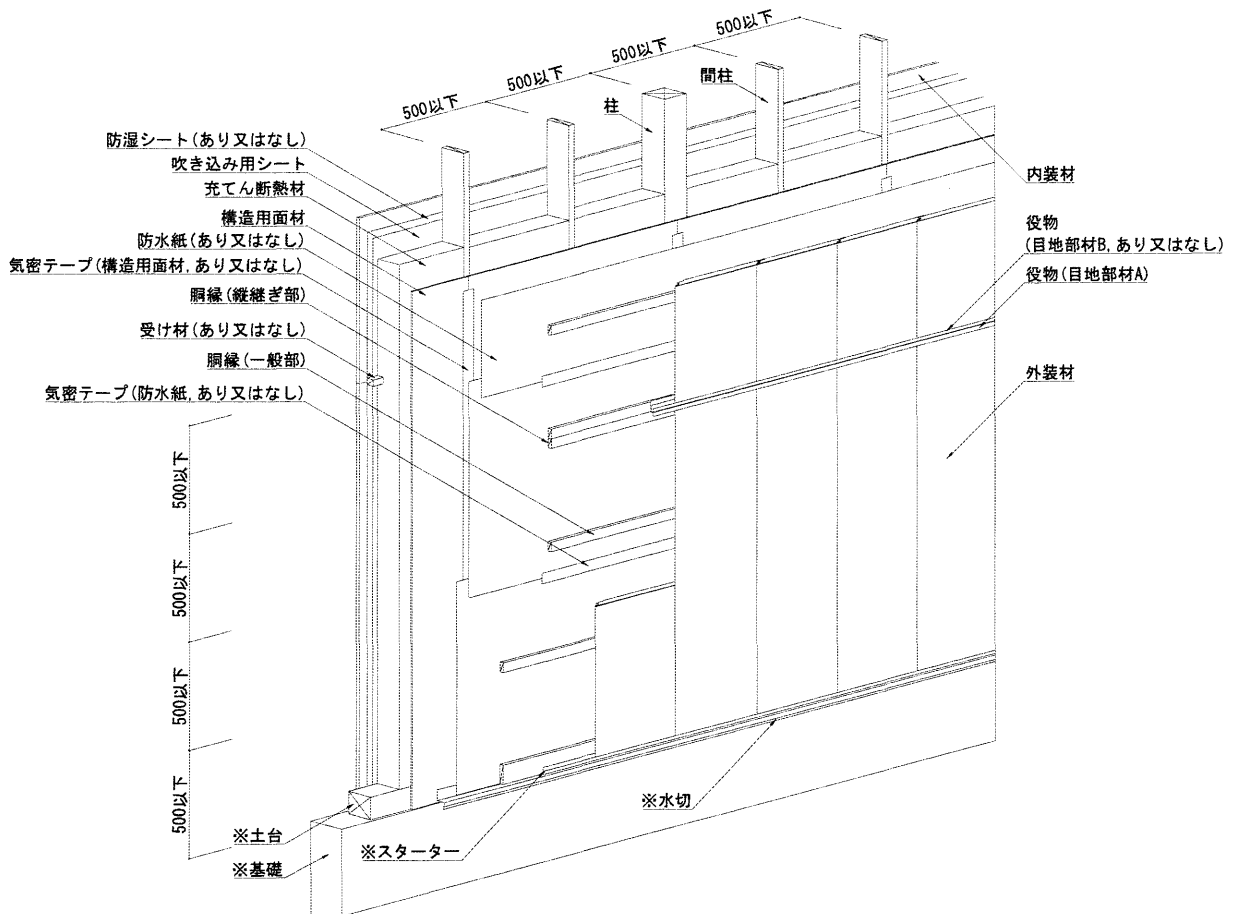 500以下
500以下
500以下
500以下
間柱
柱
防湿シート(あり又はなし)
吹き込み用シート
充てん断熱材
構造用面材
防水紙(あり又はなし)
気密テープ(構造用面材,あり又はなし)
胴縁(縦継ぎ部)
受け材(あり又はなし)
胴縁(一般部)
気密テープ(防水紙,あり又はなし)
内装材
役物
(目地部材B,あり又はなし)
役物(目地部材A)
外装材
500以下
500以下
500以下
500以下
※土台
※基礎
※スターター
※水切